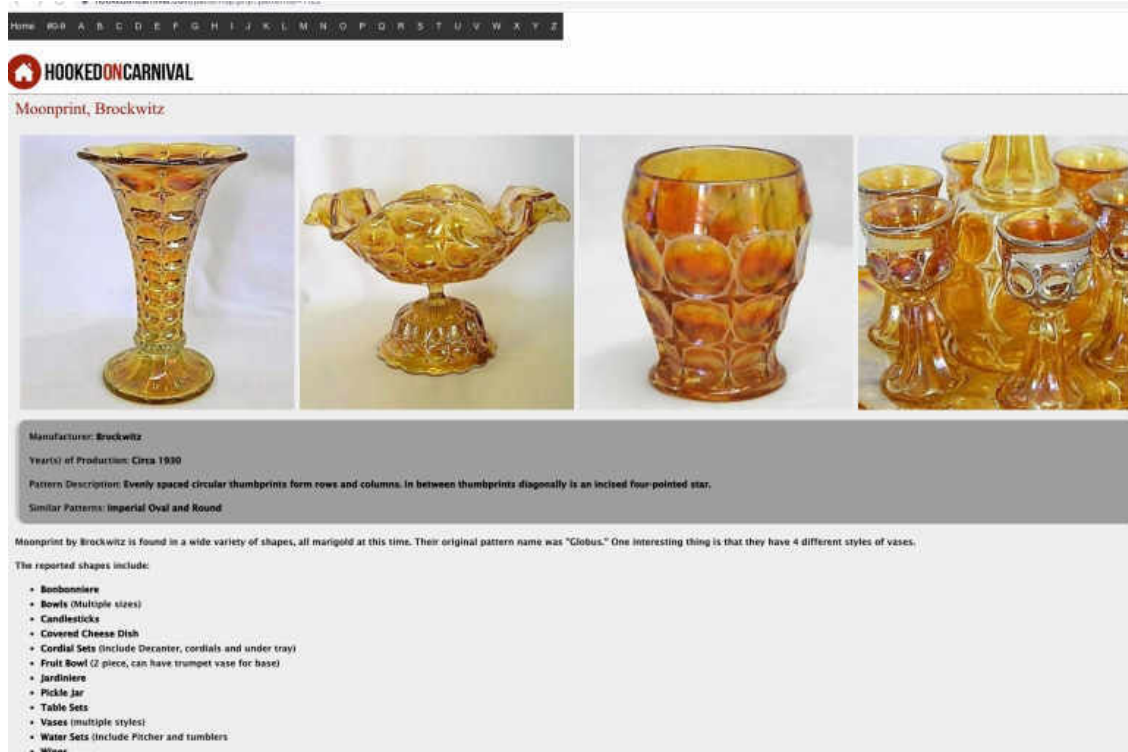 Home #0-9 A B C D E F G H I J K L M N O P Q R S T U V W X Y Z
HOOKEDONCARNIVAL
Moonprint, Brockwitz
Manufacturer: Brockwitz
Year(s) of Production: Circa 1930
Pattern Description: Evenly spaced circular thumbprints form rows and columns. In between thumbprints diagonally is an incised four-pointed star.
Similar Patterns: Imperial Oval and Round
Moonprint by Brockwitz is found in a wide variety of shapes, all marigold at this time. Their original pattern name was "Globus." One interesting thing is that they have 4 different styles of vases.
The reported shapes include:
• Bonbonniere
• Bowls (Multiple sizes)
• Candlesticks
• Covered Cheese Dish
• Cordial Sets (Include Decanter, cordials and under tray)
• Fruit Bowl (2 piece, can have trumpet vase for base)
• Jardiniere
• Pickle Jar
• Table Sets
• Vases (multiple styles)
• Water Sets (Include Pitcher and tumblers